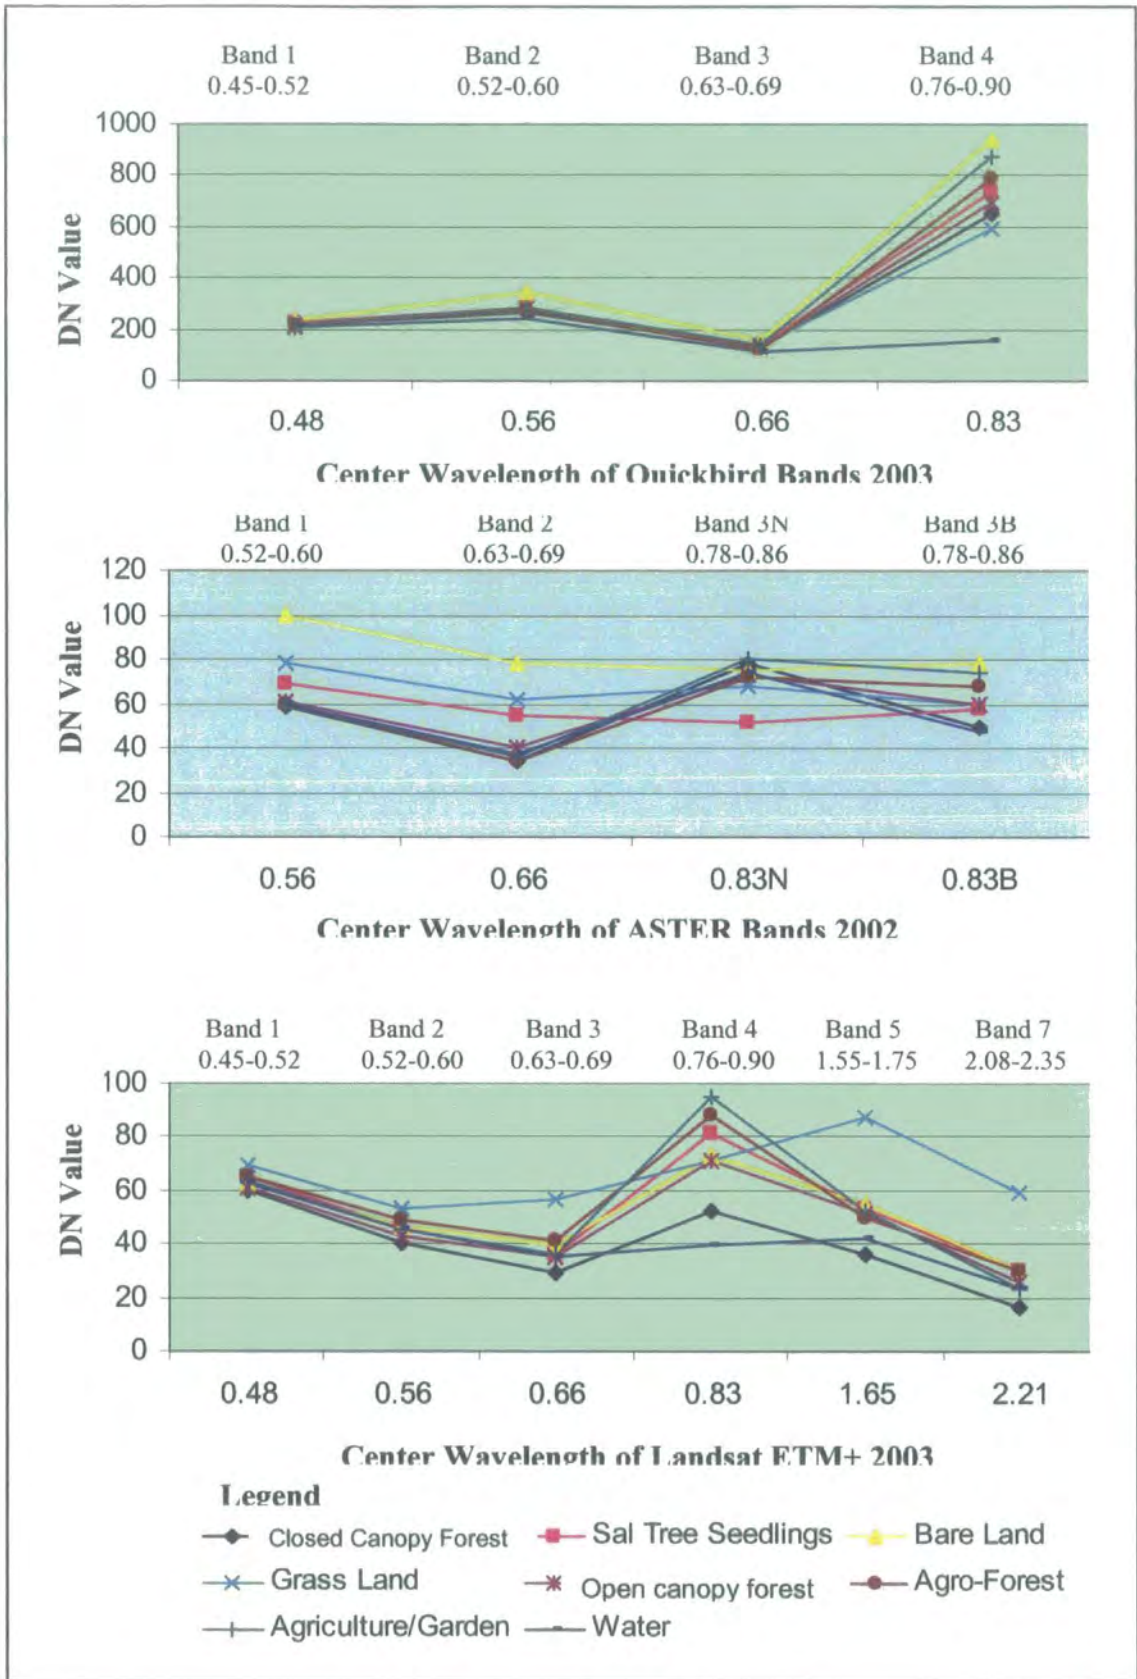 Band 1 Band 2 Band 3 Band 4
0.45-0.52 0.52-0.60 0.63-0.69 0.76-0.90
1000
800
600
400
200
0
DN Value
0.48 0.56 0.66 0.83
Center Wavelength of Quickbird Bands 2003
Band 1 Band 2 Band 3N Band 3B
0.52-0.60 0.63-0.69 0.78-0.86 0.78-0.86
120
100
80
60
40
20
0
DN Value
0.56 0.66 0.83N 0.83B
Center Wavelength of ASTER Bands 2002
Band 1 Band 2 Band 3 Band 4 Band 5 Band 7
0.45-0.52 0.52-0.60 0.63-0.69 0.76-0.90 1.55-1.75 2.08-2.35
100
80
60
40
20
0
DN Value
0.48 0.56 0.66 0.83 1.65 2.21
Center Wavelength of Landsat ETM+ 2003
Legend
Closed Canopy Forest Sal Tree Seedlings Bare Land
Grass Land Open canopy forest Agro-Forest
Agriculture/Garden Water